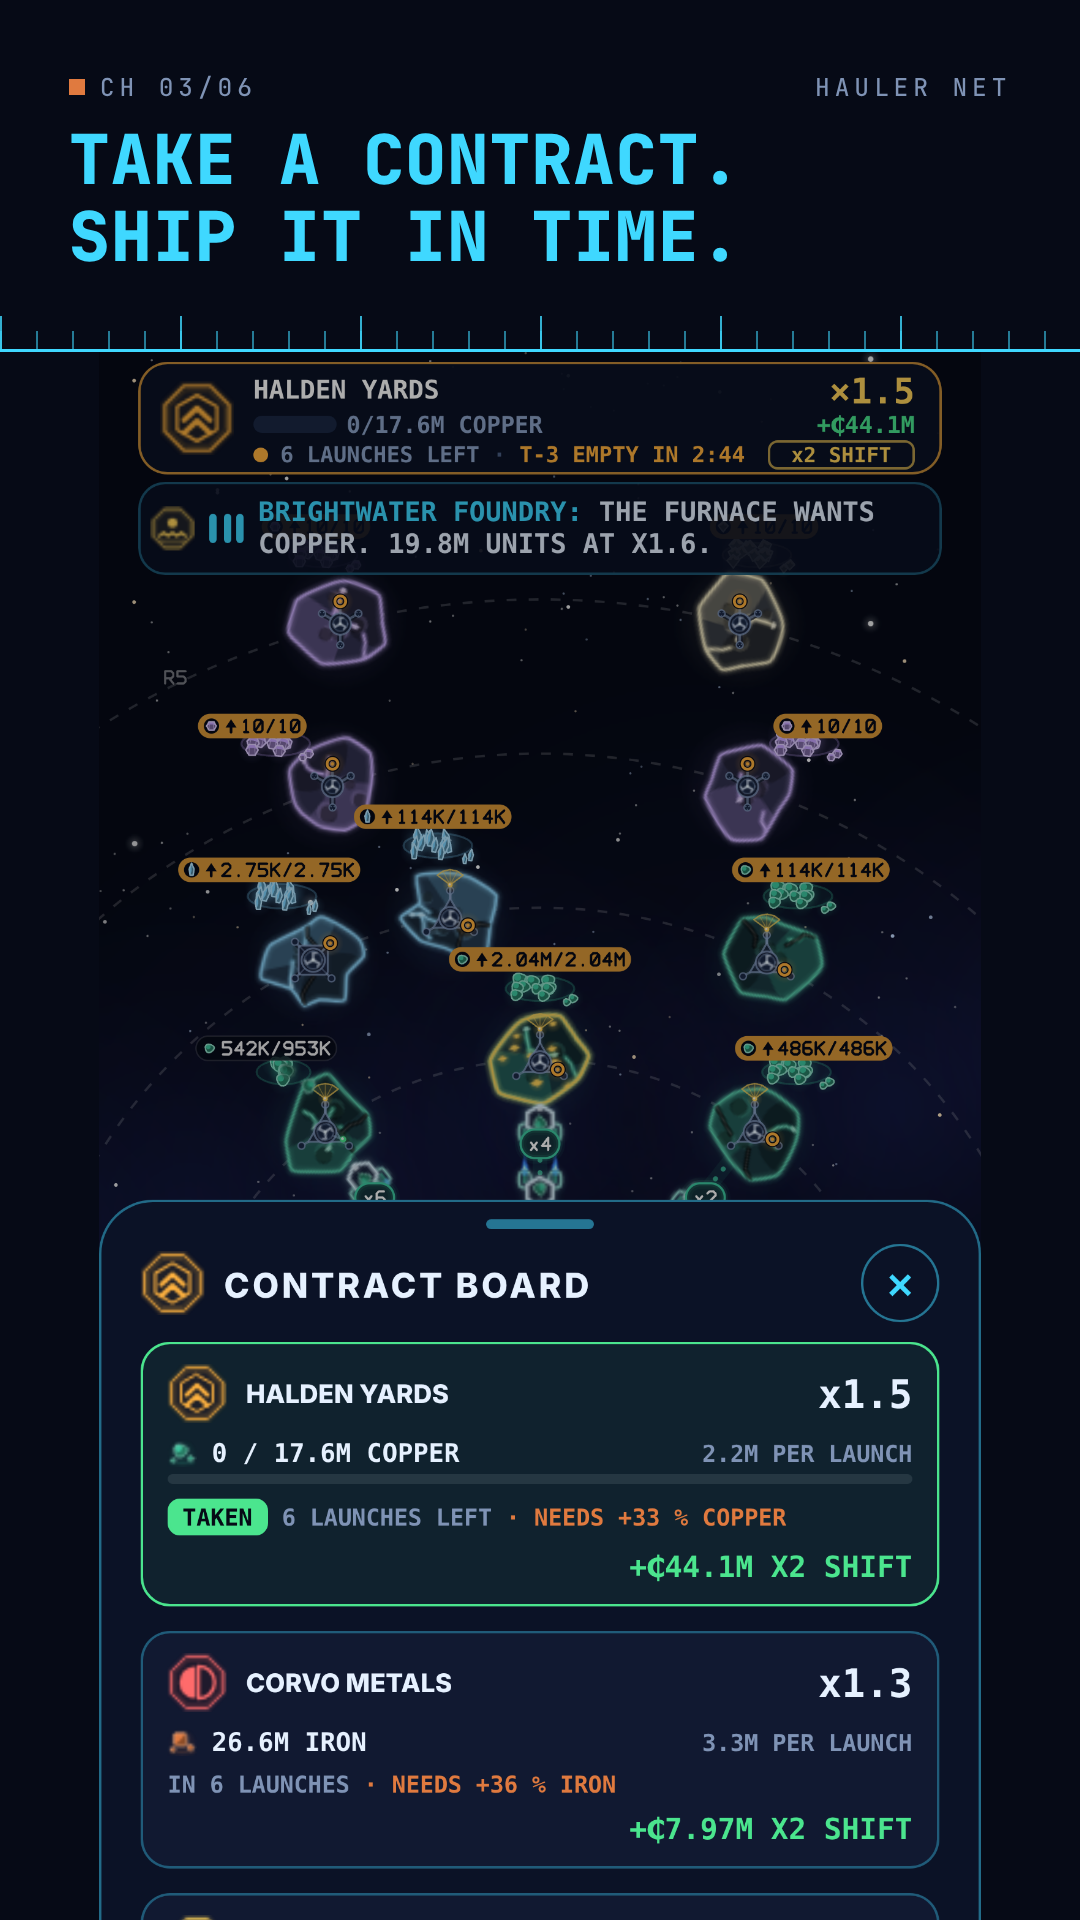 CH 03/06
HAULER NET
TAKE A CONTRACT.
SHIP IT IN TIME.
HALDEN YARDS
×1.5
0/17.6M COPPER
+₵44.1M
6 LAUNCHES LEFT · T-3 EMPTY IN 2:44
x2 SHIFT
BRIGHTWATER FOUNDRY: THE FURNACE WANTS
COPPER. 19.8M UNITS AT X1.6.
R5
10/10
10/10
114K/114K
2.75K/2.75K
114K/114K
2.04M/2.04M
542K/953K
486K/486K
x4
x6
x2
CONTRACT BOARD
×
HALDEN YARDS
x1.5
0 / 17.6M COPPER
2.2M PER LAUNCH
TAKEN
6 LAUNCHES LEFT · NEEDS +33 % COPPER
+₵44.1M X2 SHIFT
CORVO METALS
x1.3
26.6M IRON
3.3M PER LAUNCH
IN 6 LAUNCHES · NEEDS +36 % IRON
+₵7.97M X2 SHIFT